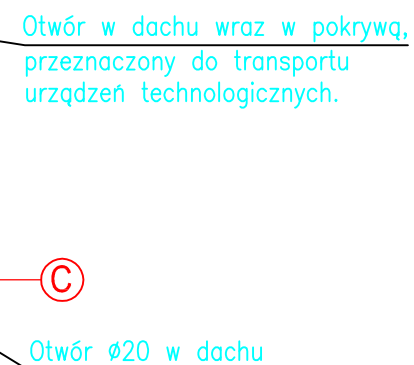 Otwór w dachu wraz w pokrywą,
przeznaczony do transportu
urządzeń technologicznych.
C
Otwór ø20 w dachu